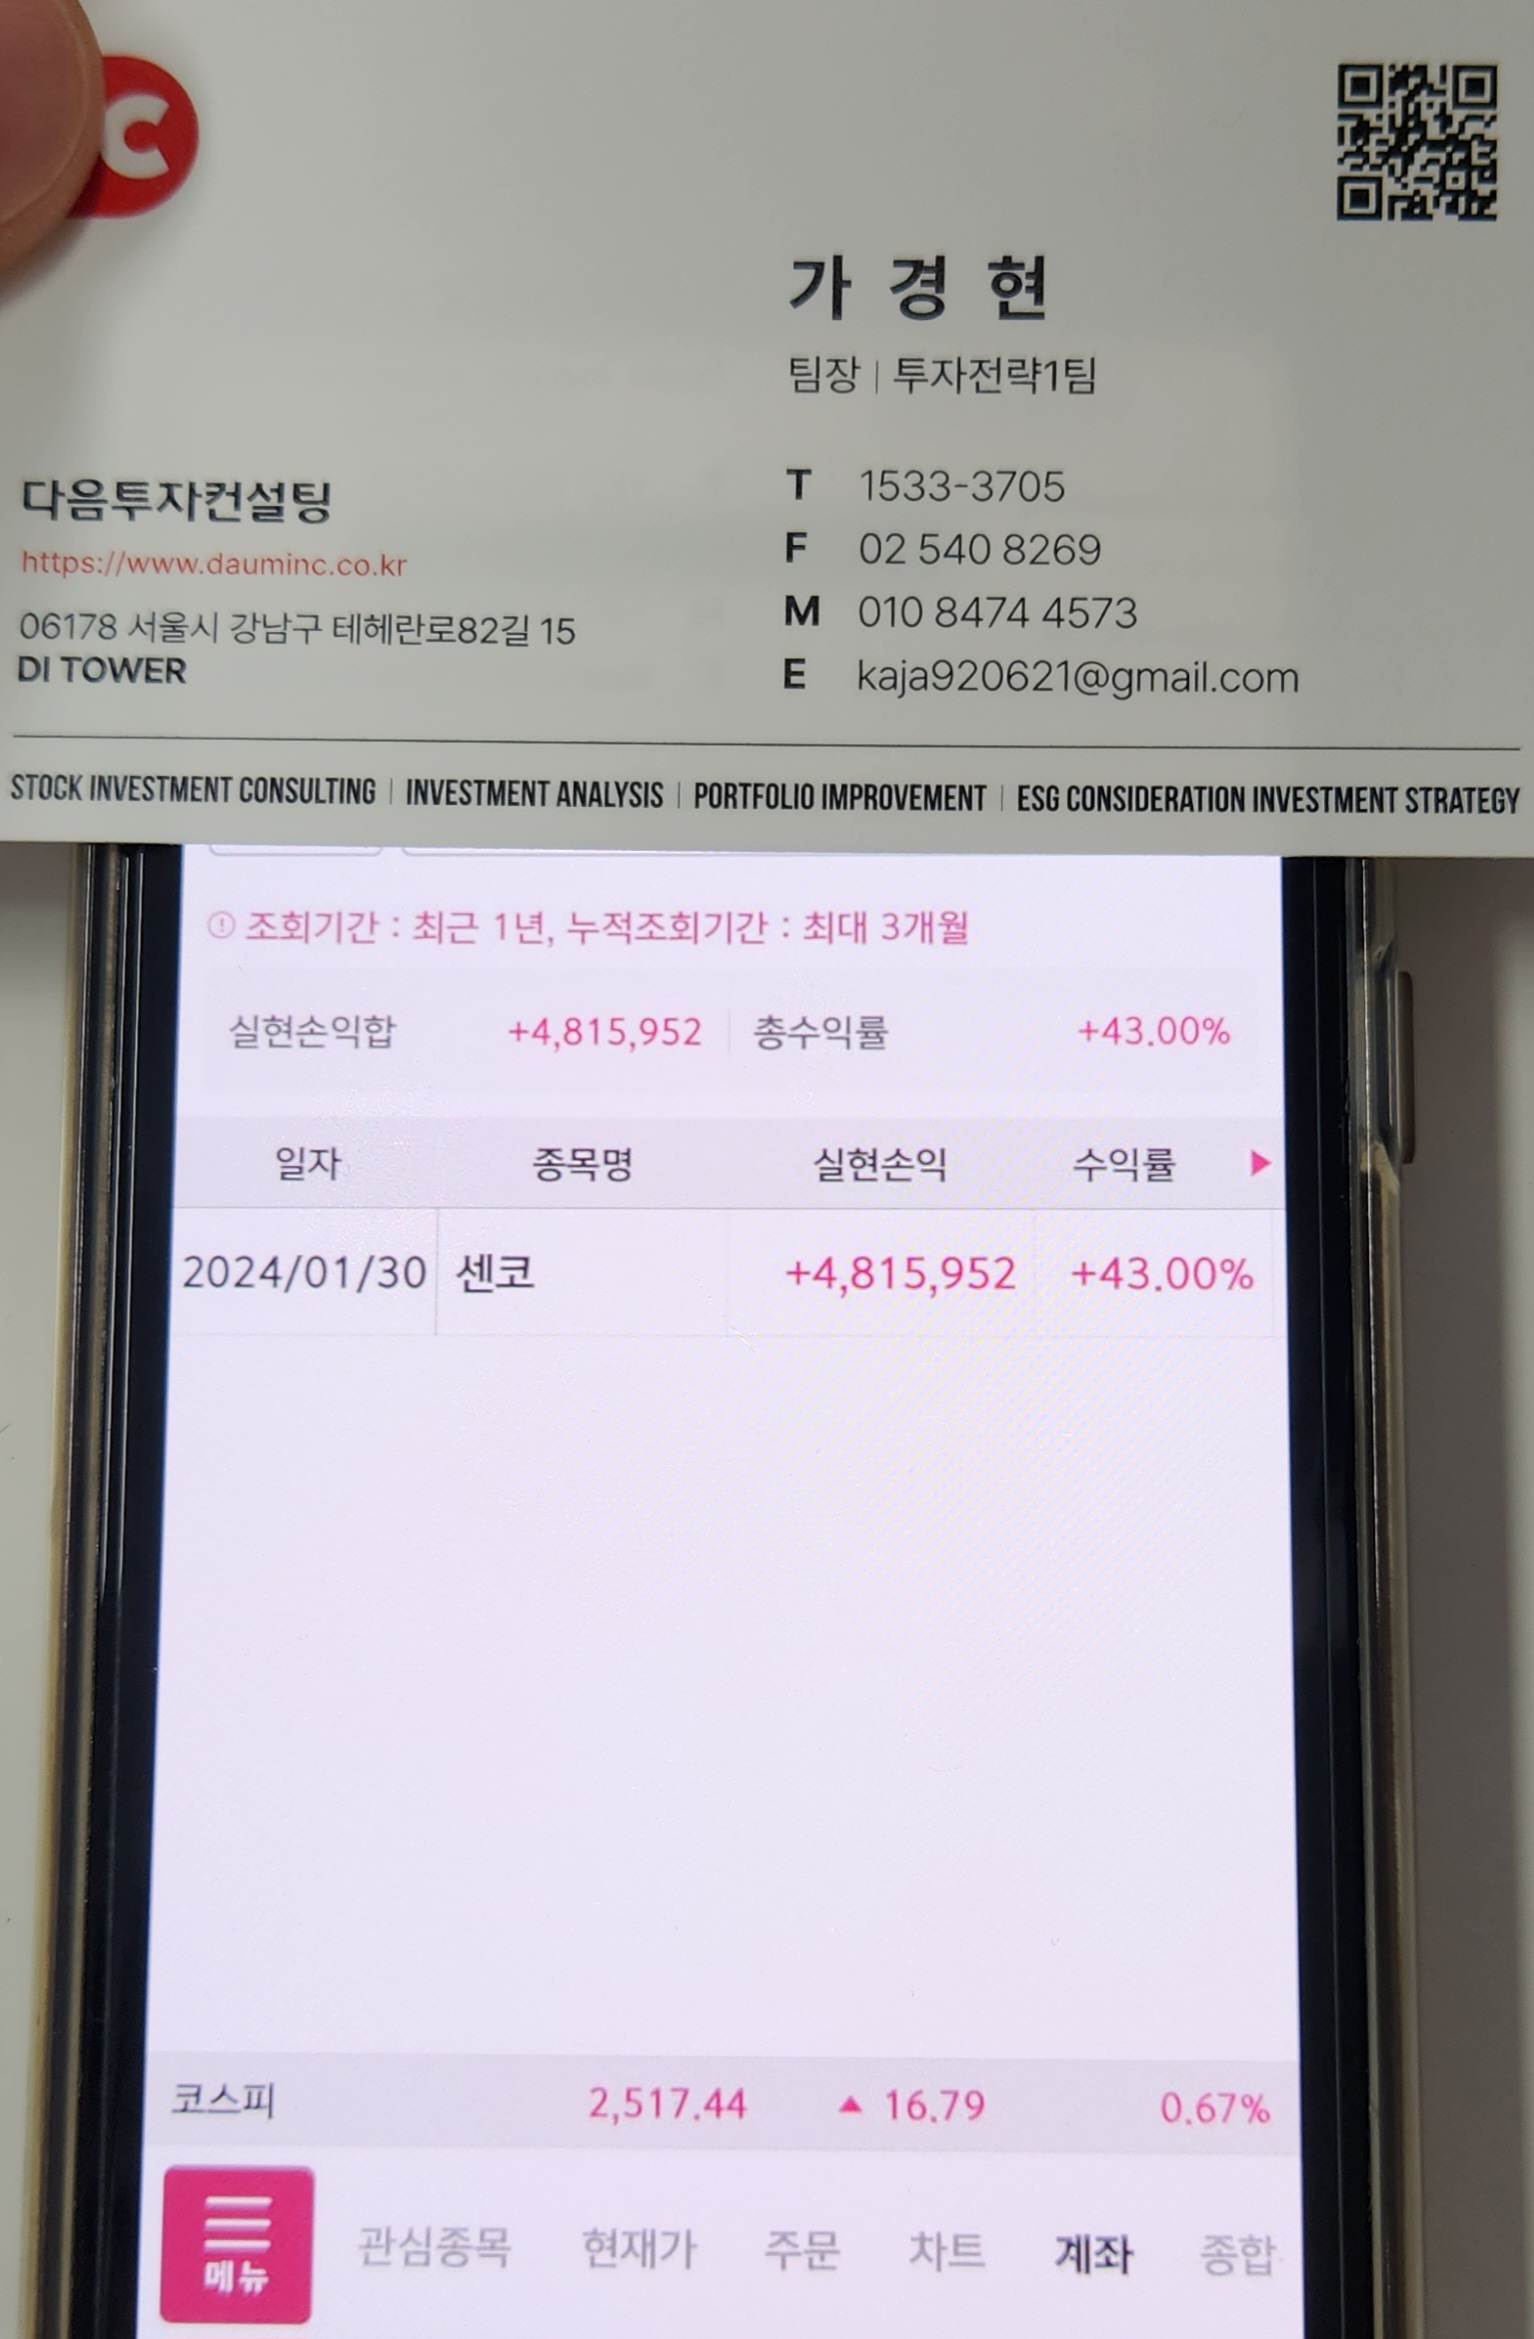 C
가경현
팀장 | 투자전략1팀
다음투자컨설팅
https://www.dauminc.co.kr
06178 서울시 강남구 테헤란로82길 15
DI TOWER
T 1533-3705
F 02 540 8269
M 010 8474 4573
E kaja920621@gmail.com
STOCK INVESTMENT CONSULTING | INVESTMENT ANALYSIS | PORTFOLIO IMPROVEMENT | ESG CONSIDERATION INVESTMENT STRATEGY
조회기간 : 최근 1년, 누적조회기간 : 최대 3개월
실현손익합 +4,815,952 총수익률 +43.00%
일자 종목명 실현손익 수익률
2024/01/30 센코 +4,815,952 +43.00%
코스피 2,517.44 ▲ 16.79 0.67%
메뉴 관심종목 현재가 주문 차트 계좌 종합